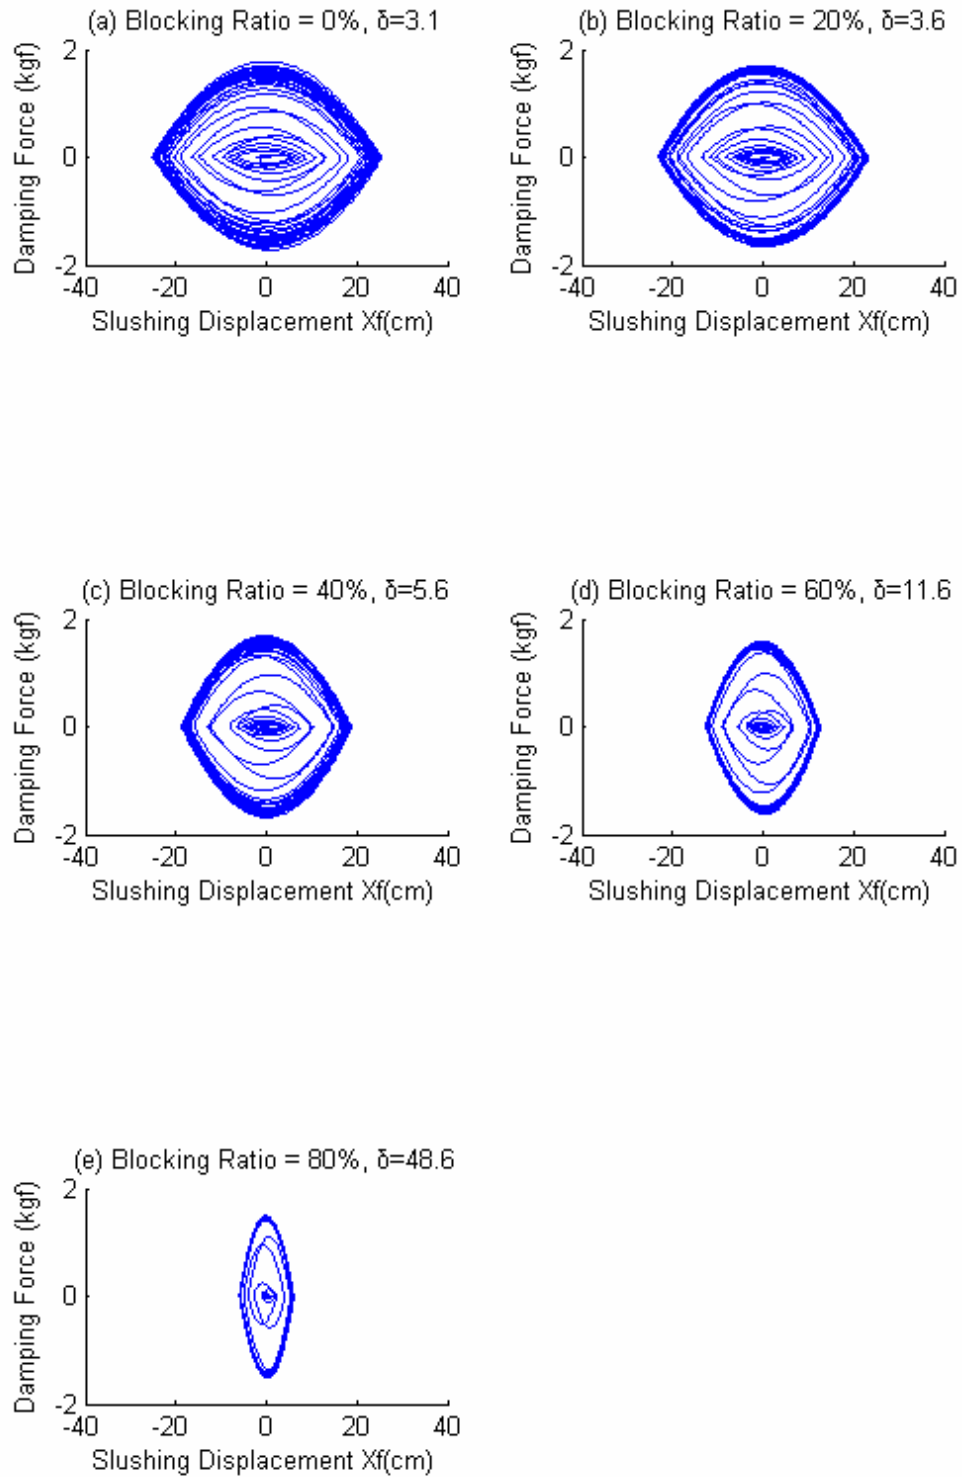 (a) Blocking Ratio = 0%, δ=3.1
Damping Force (kgf)
2
0
-2
-40 -20 0 20 40
Slushing Displacement Xf(cm)
(b) Blocking Ratio = 20%, δ=3.6
Damping Force (kgf)
2
0
-2
-40 -20 0 20 40
Slushing Displacement Xf(cm)
(c) Blocking Ratio = 40%, δ=5.6
Damping Force (kgf)
2
0
-2
-40 -20 0 20 40
Slushing Displacement Xf(cm)
(d) Blocking Ratio = 60%, δ=11.6
Damping Force (kgf)
2
0
-2
-40 -20 0 20 40
Slushing Displacement Xf(cm)
(e) Blocking Ratio = 80%, δ=48.6
Damping Force (kgf)
2
0
-2
-40 -20 0 20 40
Slushing Displacement Xf(cm)